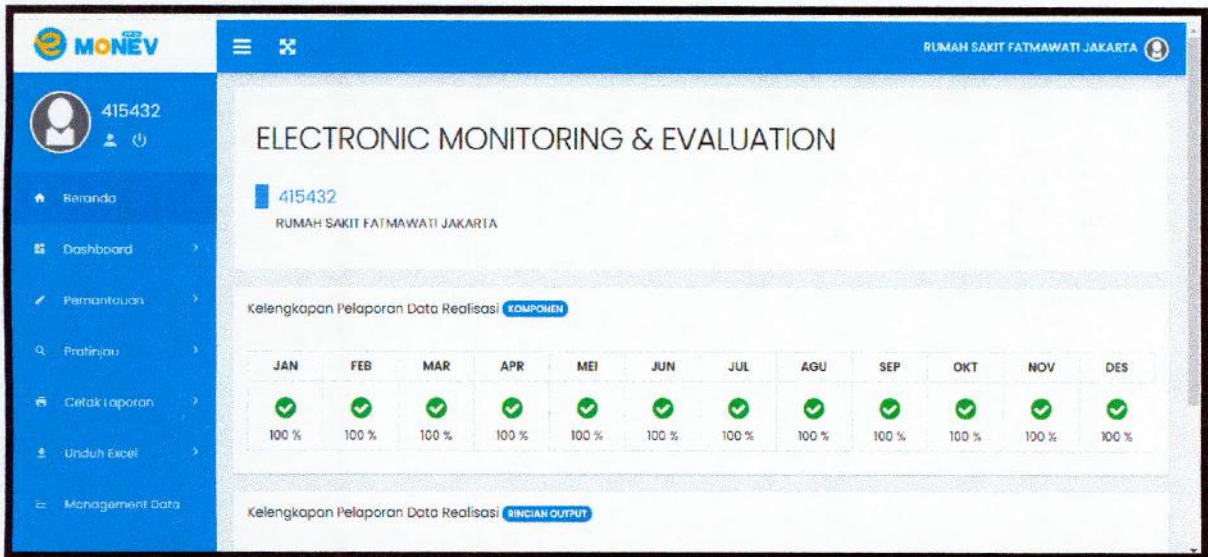 MONEV
RUMAH SAKIT FATMAWATI JAKARTA
415432
Beranda
Dashboard
Pemantauan
Pratinjau
Cetak Laporan
Unduh Excel
Management Data
ELECTRONIC MONITORING & EVALUATION
415432
RUMAH SAKIT FATMAWATI JAKARTA
Kelengkapan Pelaporan Data Realisasi KOMPONEN
JAN FEB MAR APR MEI JUN JUL AGU SEP OKT NOV DES
100 % 100 % 100 % 100 % 100 % 100 % 100 % 100 % 100 % 100 % 100 % 100 %
Kelengkapan Pelaporan Data Realisasi RINCIAN OUTPUT